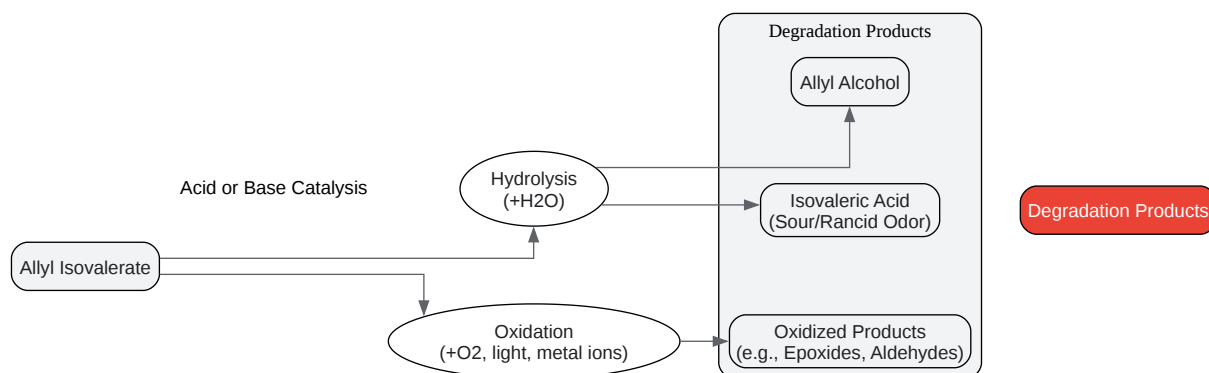 Degradation Products
Allyl Alcohol
Acid or Base Catalysis
Hydrolysis
(+H2O)
Isovaleric Acid
(Sour/Rancid Odor)
Degradation Products
Allyl Isovalerate
Oxidation
(+O2, light, metal ions)
Oxidized Products
(e.g., Epoxides, Aldehydes)